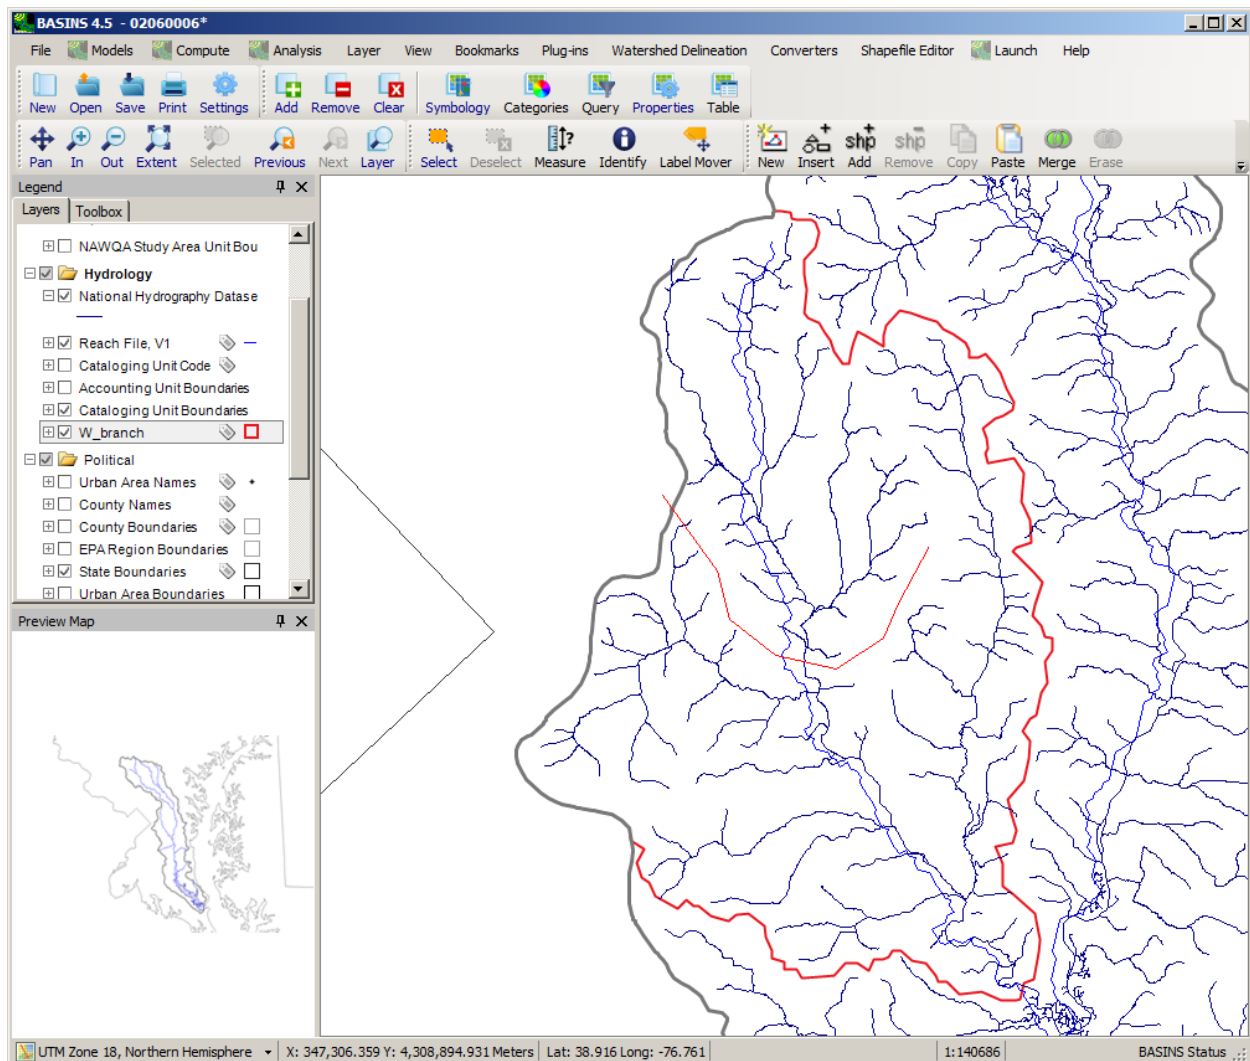 BASINS 4.5 - 02060006*
File Models Compute Analysis Layer View Bookmarks Plug-ins Watershed Delineation Converters Shapefile Editor Launch Help
New Open Save Print Settings Add Remove Clear Symbology Categories Query Properties Table
Pan In Out Extent Selected Previous Next Layer Select Deselect Measure Identify Label Mover New Insert Add Remove Copy Paste Merge Erase
Legend
Layers Toolbox
NAWQA Study Area Unit Bou
Hydrology
National Hydrography Datase
Reach File, V1
Cataloging Unit Code
Accounting Unit Boundaries
Cataloging Unit Boundaries
W_branch
Political
Urban Area Names
County Names
County Boundaries
EPA Region Boundaries
State Boundaries
Urban Area Boundaries
Preview Map
UTM Zone 18, Northern Hemisphere X: 347,306.359 Y: 4,308,894.931 Meters Lat: 38.916 Long: -76.761 1:140686 BASINS Status